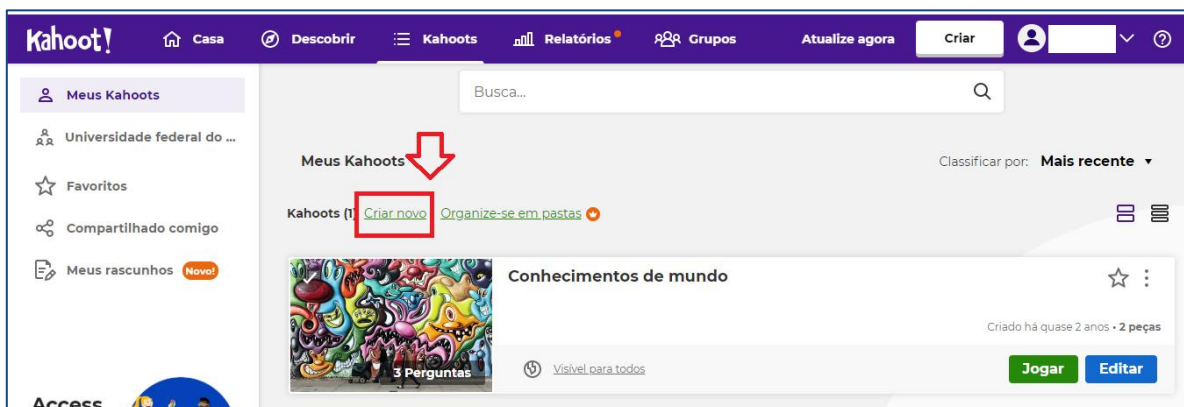 Kahoot! Casa Descobrir Kahoots Relatórios Grupos Atualize agora Criar
Meus Kahoots
Universidade federal do ...
Favoritos
Compartilhado comigo
Meus rascunhos Novo!
Access
Busca...
Meus Kahoots Classificar por: Mais recente
Kahoots (1) Criar novo Organize-se em pastas
Conhecimentos de mundo
Criado há quase 2 anos • 2 peças
3 Perguntas Visível para todos Jogar Editar